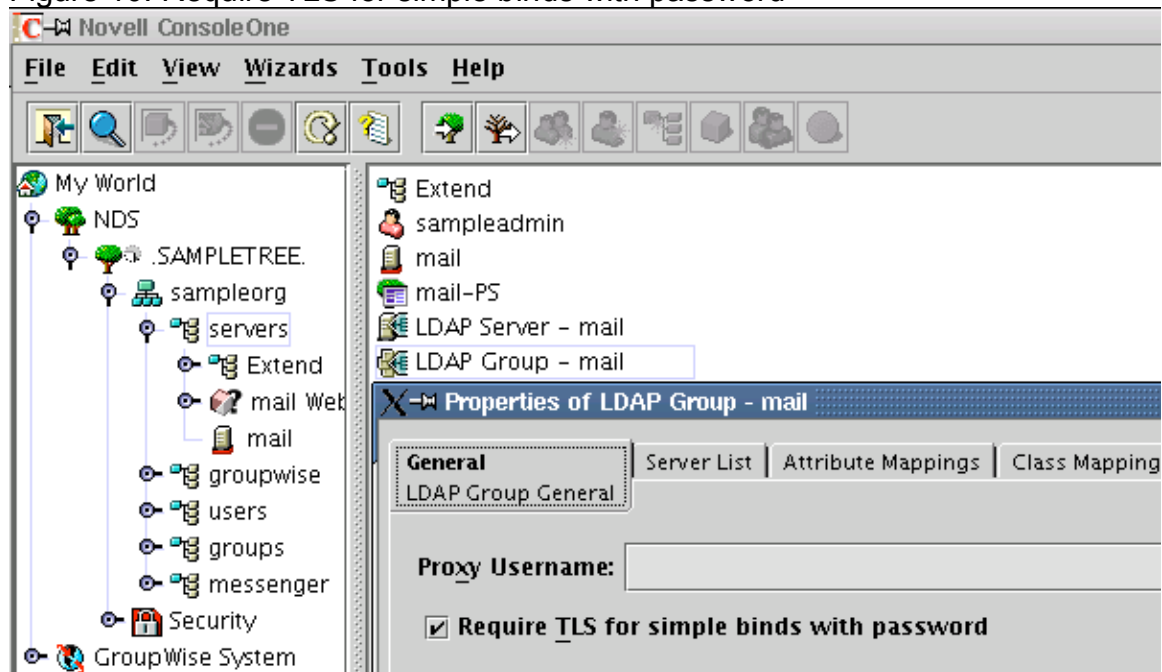 Novell ConsoleOne
File Edit View Wizards Tools Help
My World
NDS
.SAMPLETREE.
sampleorg
servers
Extend
mail Web
mail
groupwise
users
groups
messenger
Security
GroupWise System
Extend
sampleadmin
mail
mail-PS
LDAP Server - mail
LDAP Group - mail
Properties of LDAP Group - mail
General
LDAP Group General
Server List
Attribute Mappings
Class Mapping
Proxy Username:
Require TLS for simple binds with password